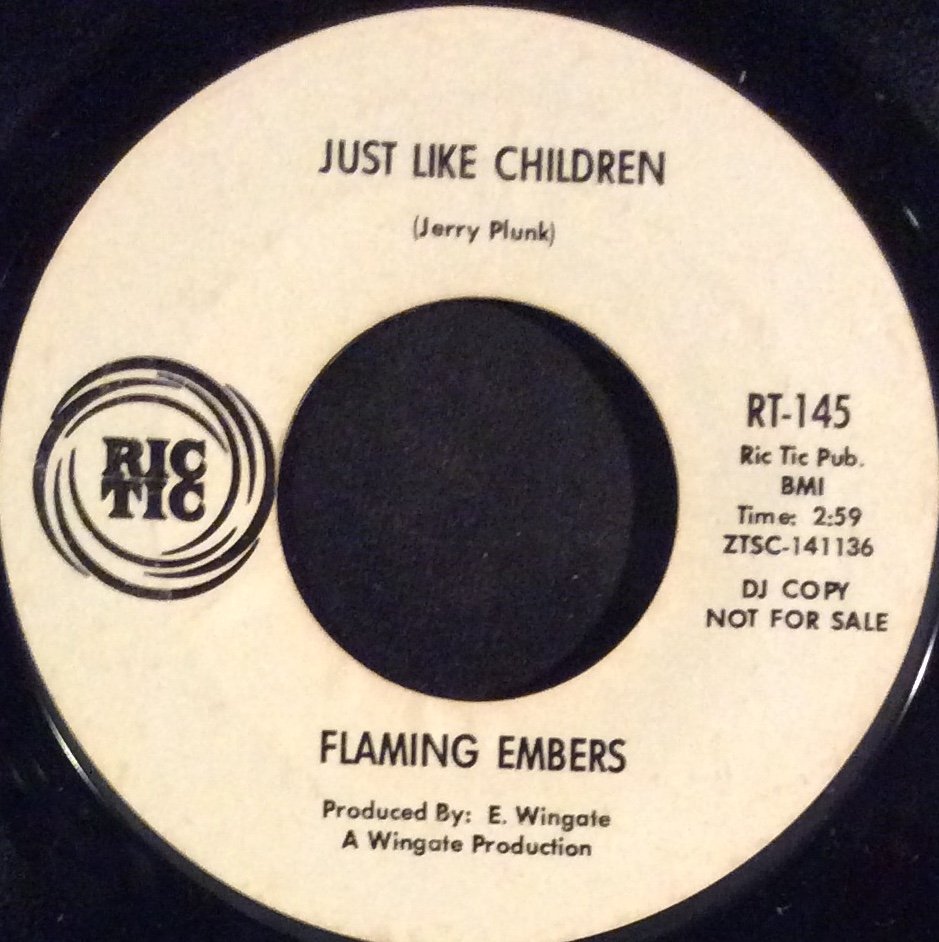 JUST LIKE CHILDREN
(Jerry Plunk)
RIC
TIC
RT-145
Ric Tic Pub.
BMI
Time: 2:59
ZTSC-141136
DJ COPY
NOT FOR SALE
FLAMING EMBERS
Produced By: E. Wingate
A Wingate Production